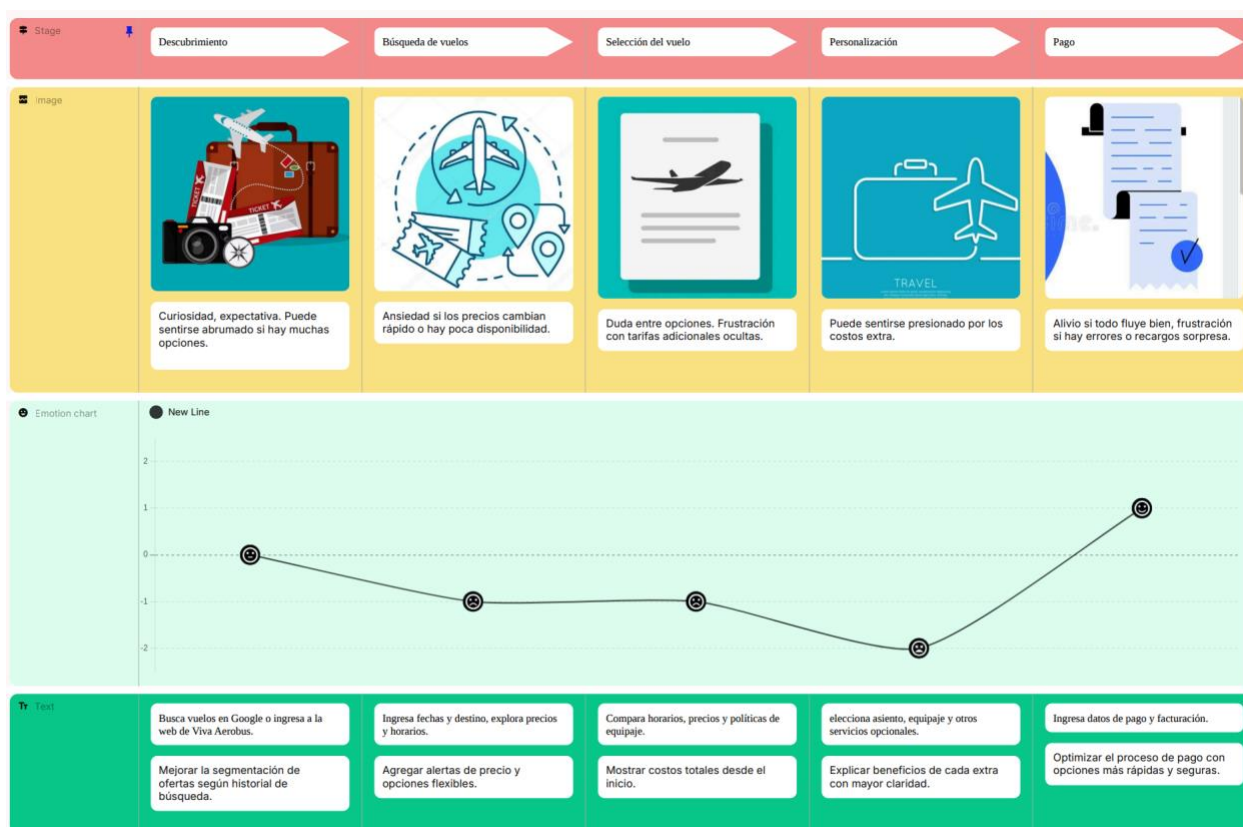 Stage
Descubrimiento
Búsqueda de vuelos
Selección del vuelo
Personalización
Pago
Image
TICKET
TICKET
TRAVEL
Curiosidad, expectativa. Puede
sentirse abrumado si hay muchas
opciones.
Ansiedad si los precios cambian
rápido o hay poca disponibilidad.
Duda entre opciones. Frustración
con tarifas adicionales ocultas.
Puede sentirse presionado por los
costos extra.
Alivio si todo fluye bien, frustración
si hay errores o recargos sorpresa.
Emotion chart
New Line
2
1
0
-1
-2
Text
Busca vuelos en Google o ingresa a la
web de Viva Aerobus.
Ingresa fechas y destino, explora precios
y horarios.
Compara horarios, precios y políticas de
equipaje.
elecciona asiento, equipaje y otros
servicios opcionales.
Ingresa datos de pago y facturación.
Mejorar la segmentación de
ofertas según historial de
búsqueda.
Agregar alertas de precio y
opciones flexibles.
Mostrar costos totales desde el
inicio.
Explicar beneficios de cada extra
con mayor claridad.
Optimizar el proceso de pago con
opciones más rápidas y seguras.